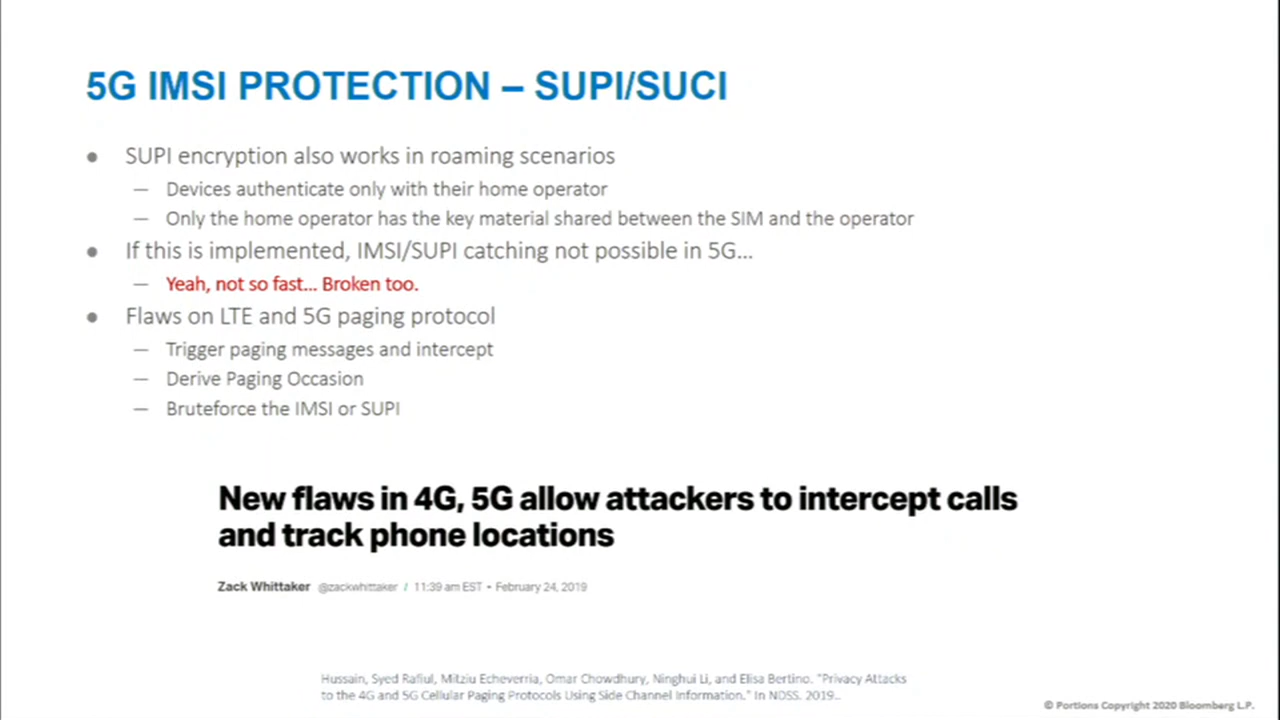 5G IMSI PROTECTION – SUPI/SUCI
● SUPI encryption also works in roaming scenarios
— Devices authenticate only with their home operator
— Only the home operator has the key material shared between the SIM and the operator
● If this is implemented, IMSI/SUPI catching not possible in 5G...
— Yeah, not so fast... Broken too.
● Flaws on LTE and 5G paging protocol
— Trigger paging messages and intercept
— Derive Paging Occasion
— Bruteforce the IMSI or SUPI
New flaws in 4G, 5G allow attackers to intercept calls
and track phone locations
Zack Whittaker @zackwhittaker / 11:39 am EST • February 24, 2019
Hussain, Syed Rafiul, Mitziu Echeverria, Omar Chowdhury, Ninghui Li, and Elisa Bertino. "Privacy Attacks
to the 4G and 5G Cellular Paging Protocols Using Side Channel Information." In NDSS. 2019..
© Portions Copyright 2020 Bloomberg L.P.